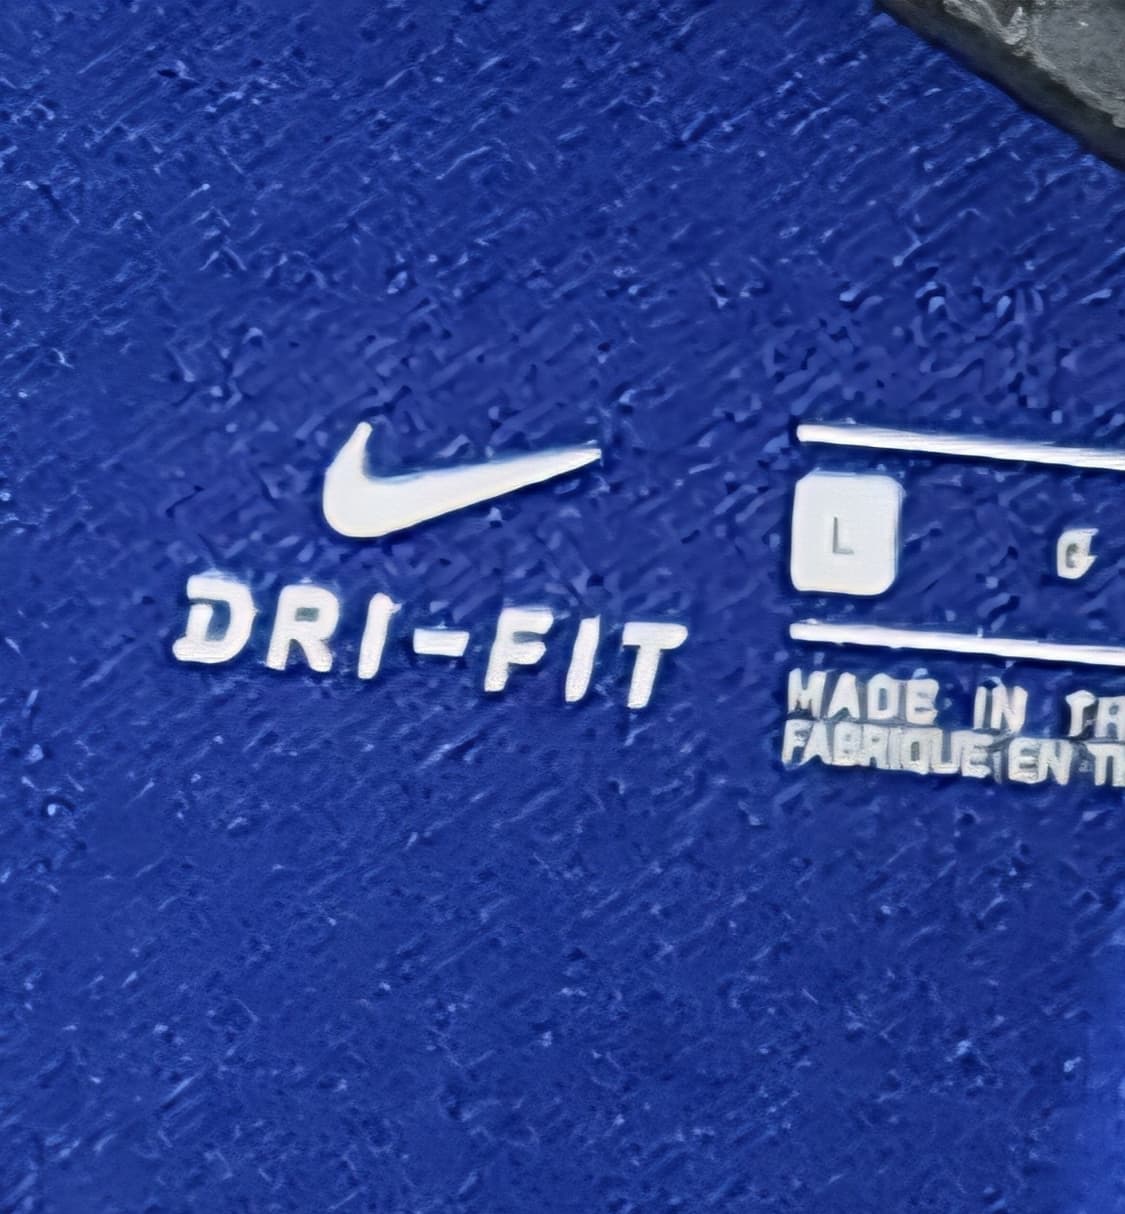 DRI-FIT
L G
MADE IN
FABRIQUE EN